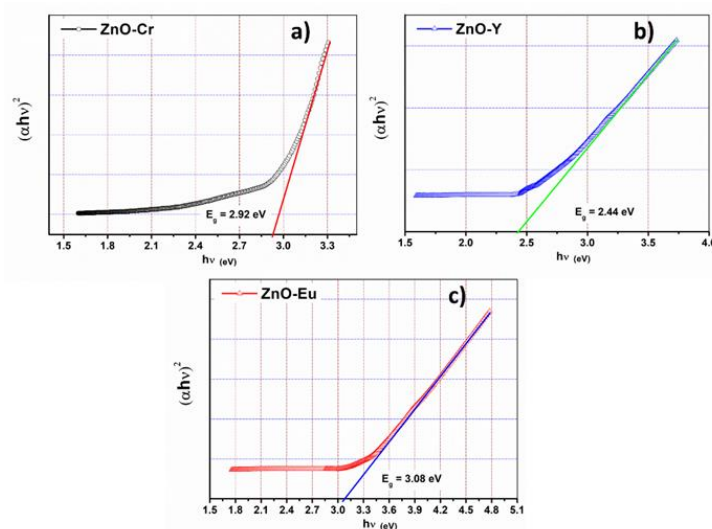 ZnO-Cr
a)
(αhν)²
E_g = 2.92 eV
1.5 1.8 2.1 2.4 2.7 3.0 3.3
hν (eV)
ZnO-Y
b)
(αhν)²
E_g = 2.44 eV
1.5 2.0 2.5 3.0 3.5 4.0
hν (eV)
ZnO-Eu
c)
(αhν)²
E_g = 3.08 eV
1.5 1.8 2.1 2.4 2.7 3.0 3.3 3.6 3.9 4.2 4.5 4.8 5.1
hν (eV)